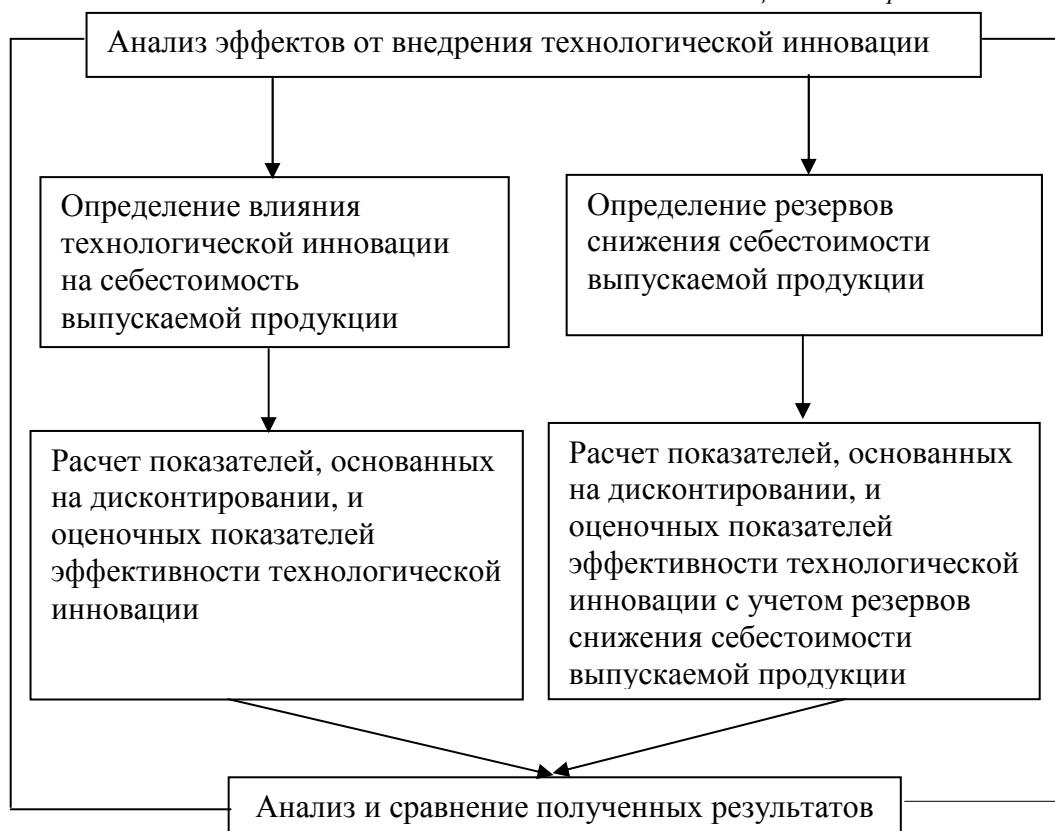 Анализ эффектов от внедрения технологической инновации
Определение влияния
технологической инновации
на себестоимость
выпускаемой продукции
Определение резервов
снижения себестоимости
выпускаемой продукции
Расчет показателей, основанных
на дисконтировании, и
оценочных показателей
эффективности технологической
инновации
Расчет показателей, основанных
на дисконтировании, и
оценочных показателей
эффективности технологической
инновации с учетом резервов
снижения себестоимости
выпускаемой продукции
Анализ и сравнение полученных результатов